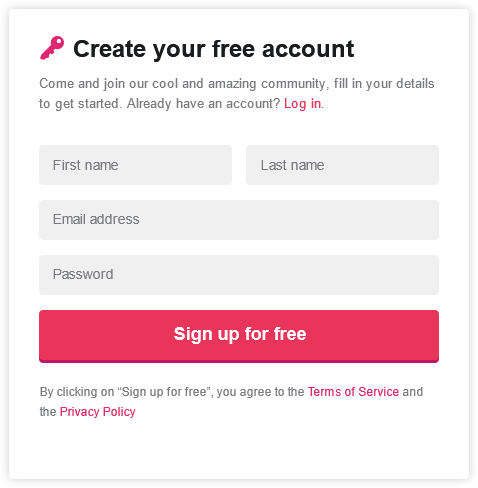 Create your free account
Come and join our cool and amazing community, fill in your details
to get started. Already have an account? Log in.
First name
Last name
Email address
Password
Sign up for free
By clicking on “Sign up for free”, you agree to the Terms of Service and
the Privacy Policy